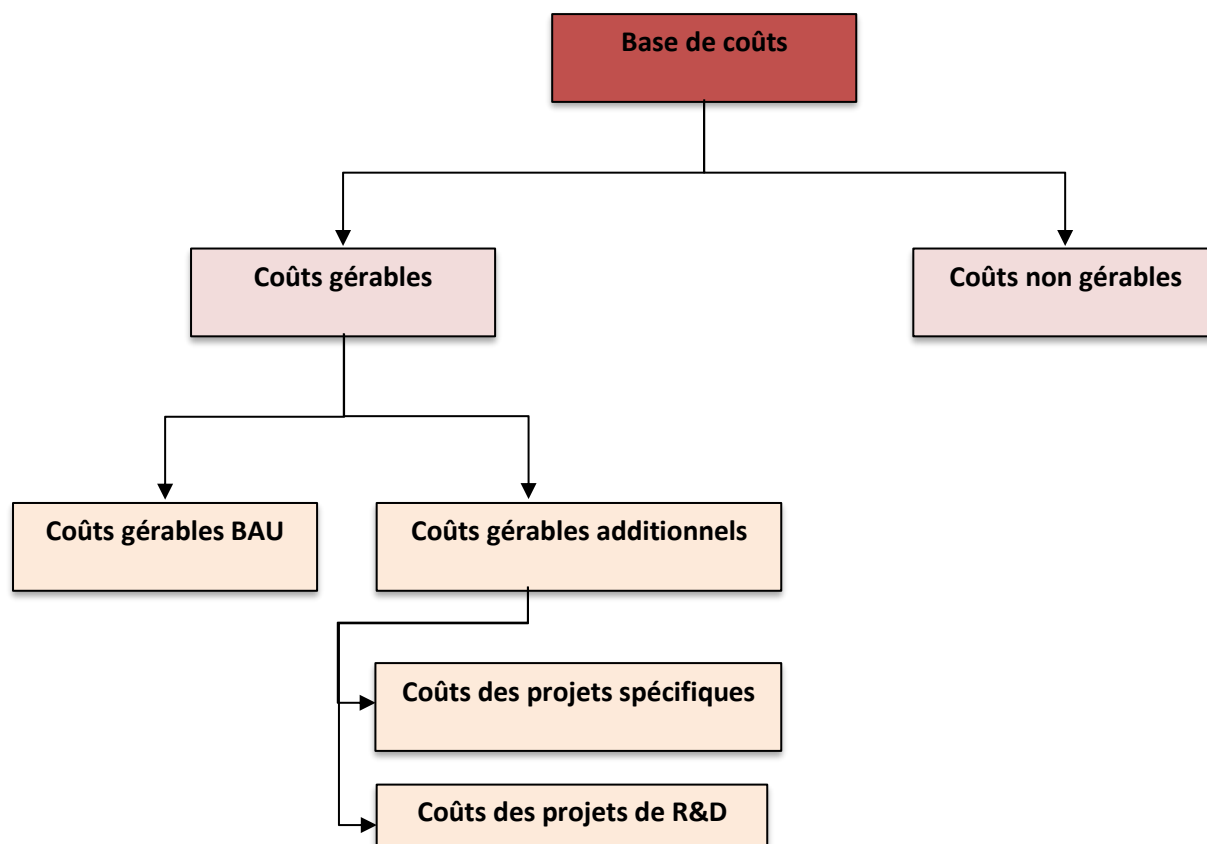 Base de coûts
Coûts gérables
Coûts non gérables
Coûts gérables BAU
Coûts gérables additionnels
Coûts des projets spécifiques
Coûts des projets de R&D